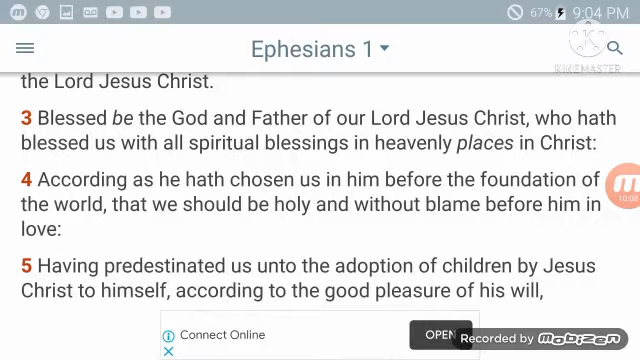 67% 9:04 PM
Ephesians 1
KINEMASTER
the Lord Jesus Christ.
3 Blessed be the God and Father of our Lord Jesus Christ, who hath
blessed us with all spiritual blessings in heavenly places in Christ:
4 According as he hath chosen us in him before the foundation of
the world, that we should be holy and without blame before him in
love:
10:08
5 Having predestinated us unto the adoption of children by Jesus
Christ to himself, according to the good pleasure of his will,
Connect Online
OPEN
Recorded by mobizen